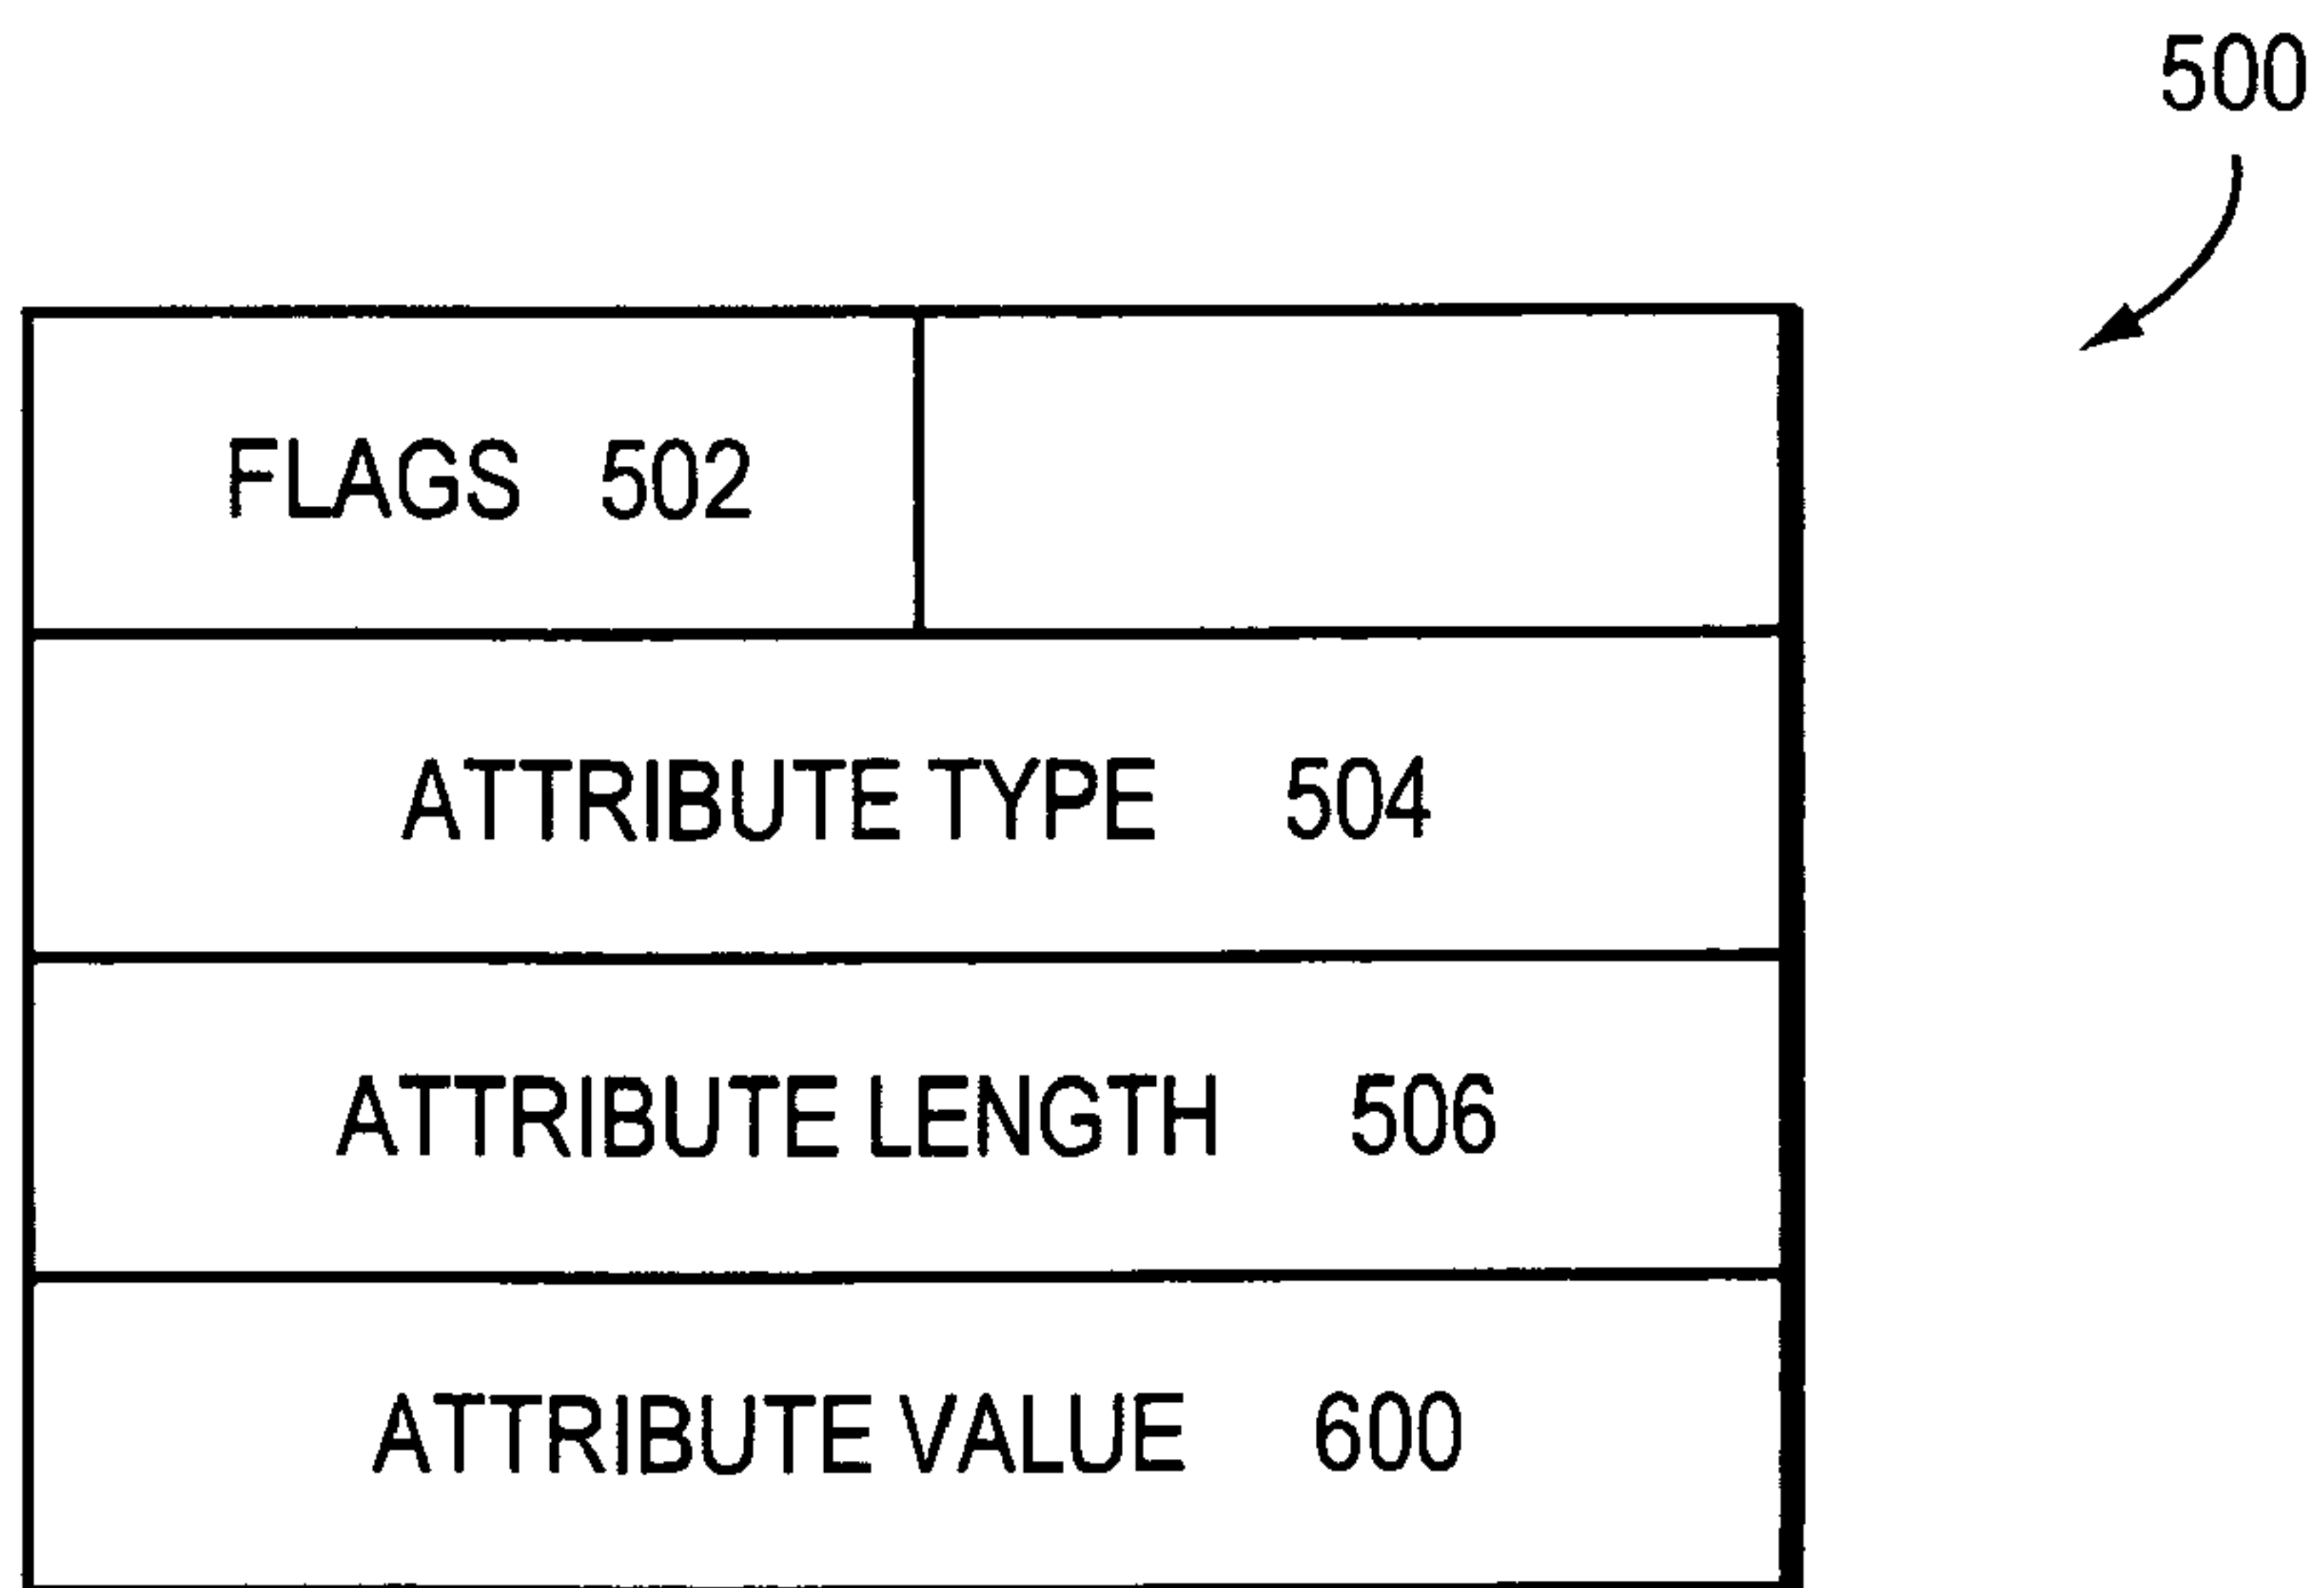 500
FLAGS 502
ATTRIBUTE TYPE 504
ATTRIBUTE LENGTH 506
ATTRIBUTE VALUE 600